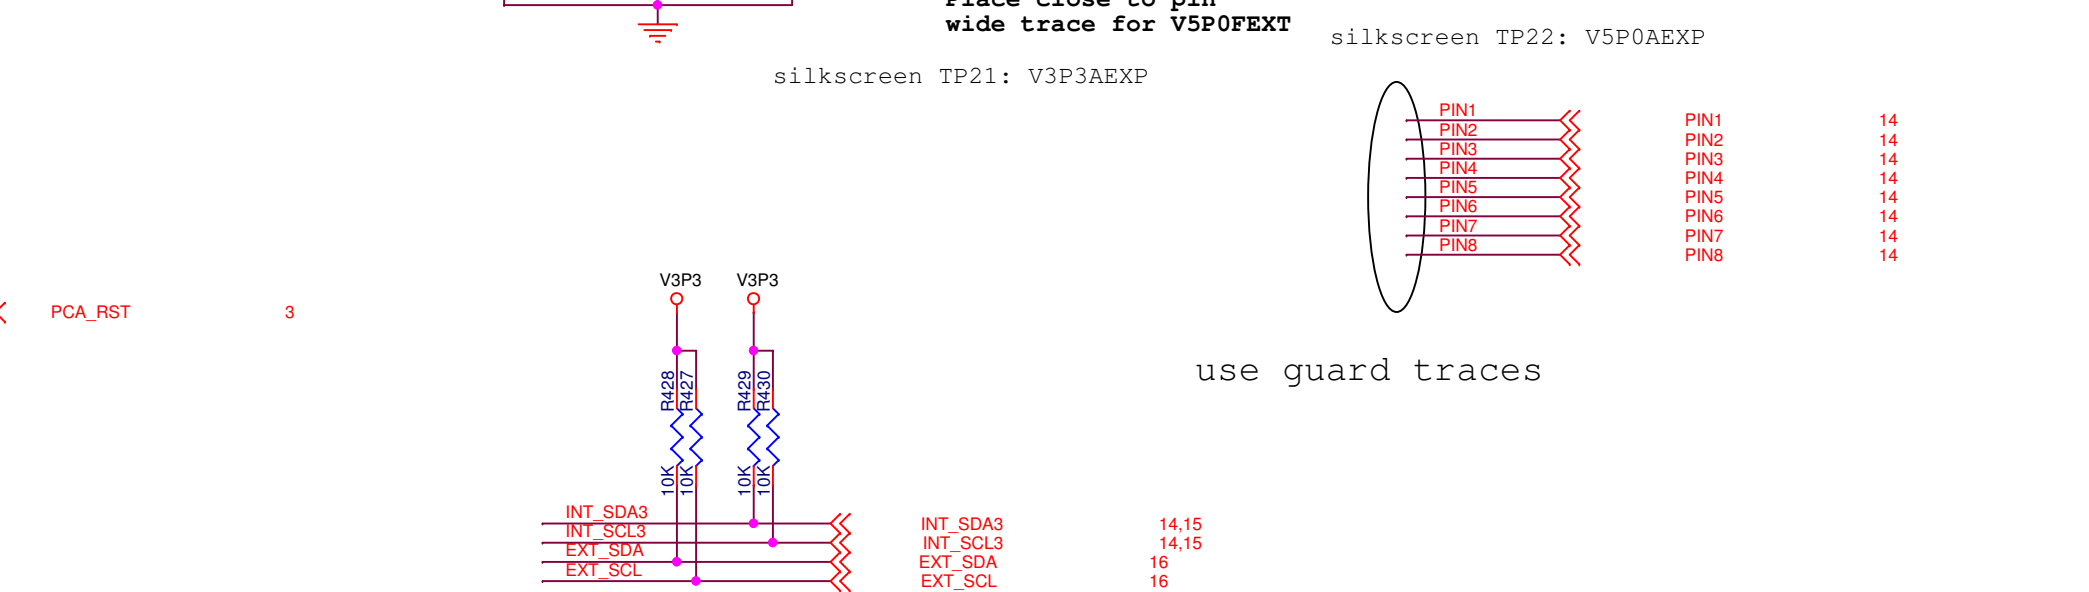 Place close to pin
wide trace for V5P0FEXT
silkscreen TP22: V5P0AEXP
silkscreen TP21: V3P3AEXP
PIN1 PIN1 14
PIN2 PIN2 14
PIN3 PIN3 14
PIN4 PIN4 14
PIN5 PIN5 14
PIN6 PIN6 14
PIN7 PIN7 14
PIN8 PIN8 14
V3P3 V3P3
PCA_RST 3
use guard traces
R428 R427 R429 R430
10K 10K 10K 10K
INT_SDA3 INT_SDA3 14,15
INT_SCL3 INT_SCL3 14,15
EXT_SDA EXT_SDA 16
EXT_SCL EXT_SCL 16